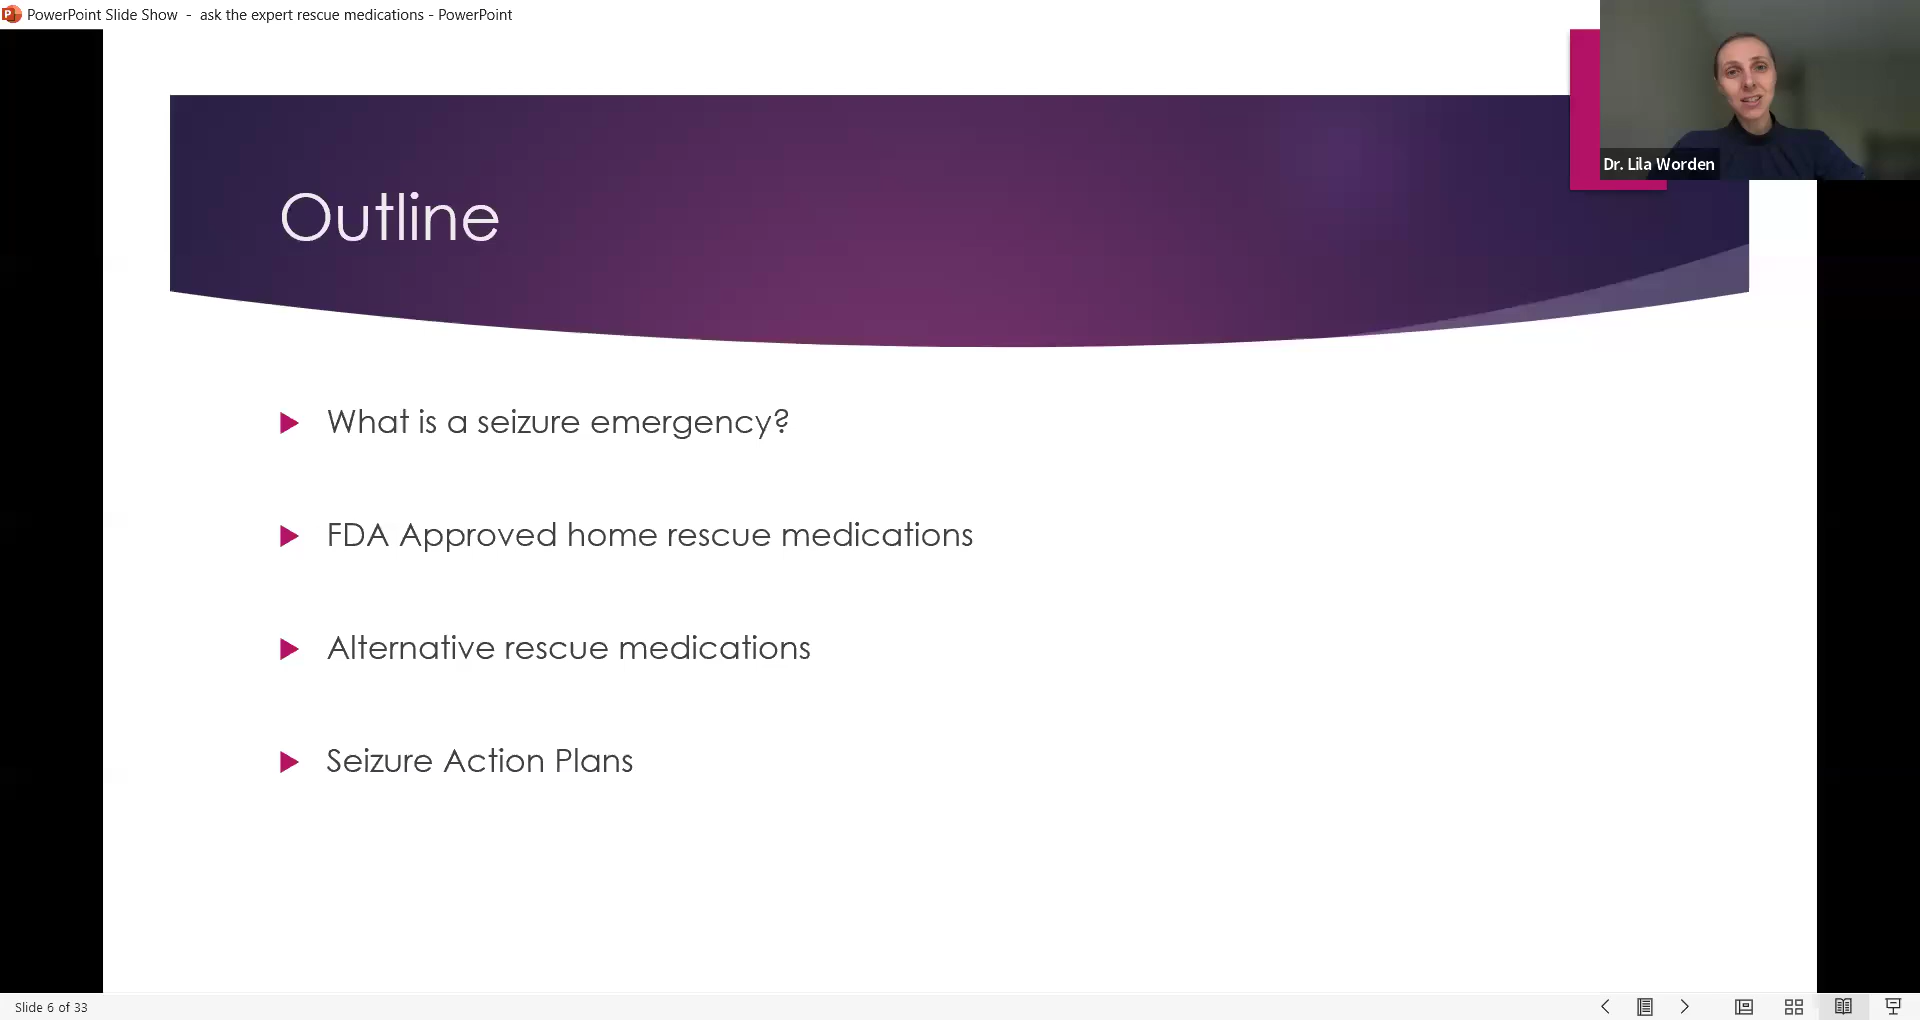 PowerPoint Slide Show - ask the expert rescue medications - PowerPoint
Dr. Lila Worden
Outline
What is a seizure emergency?
FDA Approved home rescue medications
Alternative rescue medications
Seizure Action Plans
Slide 6 of 33